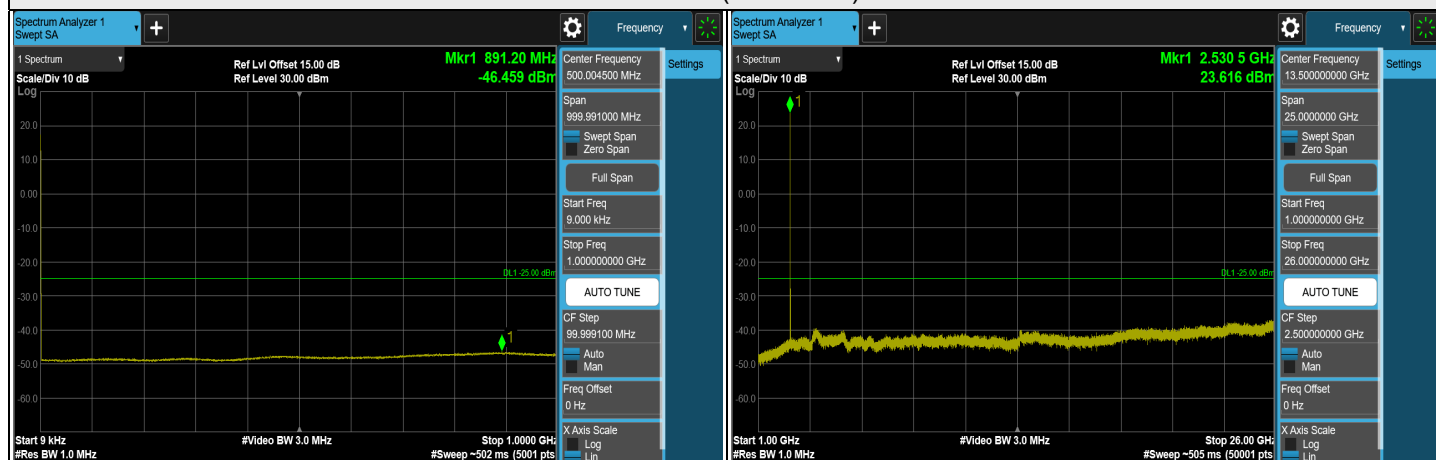 Spectrum Analyzer 1
Swept SA
+
Frequency
1 Spectrum
Scale/Div 10 dB
Ref Lvl Offset 15.00 dB
Ref Level 30.00 dBm
Mkr1 891.20 MHz
-46.459 dBm
Log
20.0
10.0
0.00
-10.0
-20.0
-30.0
-40.0
-50.0
-60.0
DL1 -25.00 dBm
1
Start 9 kHz
#Res BW 1.0 MHz
#Video BW 3.0 MHz
Stop 1.0000 GHz
#Sweep ~502 ms (5001 pts
Center Frequency
500.004500 MHz
Settings
Span
999.991000 MHz
Swept Span
Zero Span
Full Span
Start Freq
9.000 kHz
Stop Freq
1.000000000 GHz
AUTO TUNE
CF Step
99.999100 MHz
Auto
Man
Freq Offset
0 Hz
X Axis Scale
Log
Lin
Spectrum Analyzer 1
Swept SA
+
Frequency
1 Spectrum
Scale/Div 10 dB
Ref Lvl Offset 15.00 dB
Ref Level 30.00 dBm
Mkr1 2.530 5 GHz
23.616 dBm
Log
1
20.0
10.0
0.00
-10.0
-20.0
-30.0
-40.0
-50.0
-60.0
DL1 -25.00 dBm
Start 1.00 GHz
#Res BW 1.0 MHz
#Video BW 3.0 MHz
Stop 26.00 GHz
#Sweep ~505 ms (50001 pts
Center Frequency
13.500000000 GHz
Settings
Span
25.0000000 GHz
Swept Span
Zero Span
Full Span
Start Freq
1.000000000 GHz
Stop Freq
26.000000000 GHz
AUTO TUNE
CF Step
2.500000000 GHz
Auto
Man
Freq Offset
0 Hz
X Axis Scale
Log
Lin